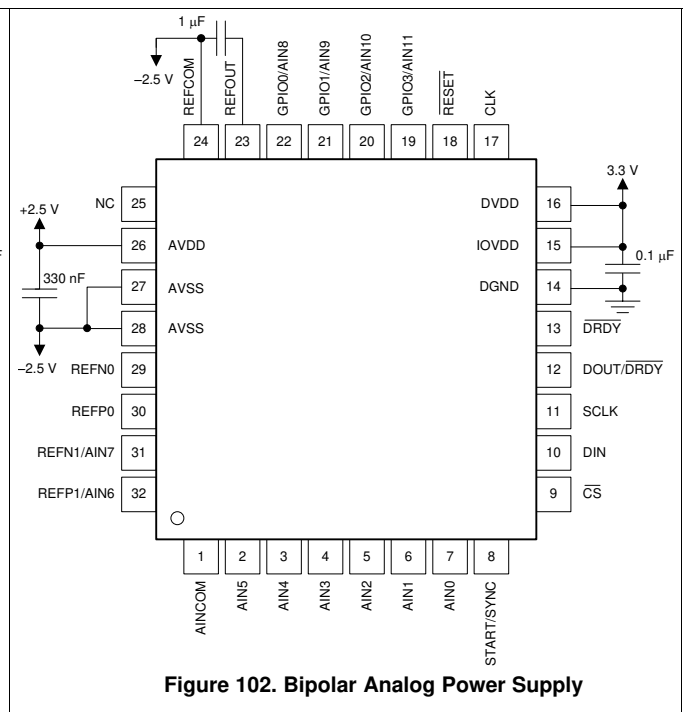 1 μF
–2.5 V
REFCOM
REFOUT
GPIO0/AIN8
GPIO1/AIN9
GPIO2/AIN10
GPIO3/AIN11
RESET
CLK
24
23
22
21
20
19
18
17
NC
25
+2.5 V
26
AVDD
330 nF
27
AVSS
28
AVSS
–2.5 V
REFN0
29
REFP0
30
REFN1/AIN7
31
REFP1/AIN6
32
3.3 V
DVDD
16
IOVDD
15
0.1 μF
DGND
14
13
DRDY
12
DOUT/DRDY
11
SCLK
10
DIN
9
CS
1
2
3
4
5
6
7
8
AINCOM
AIN5
AIN4
AIN3
AIN2
AIN1
AIN0
START/SYNC
Figure 102. Bipolar Analog Power Supply